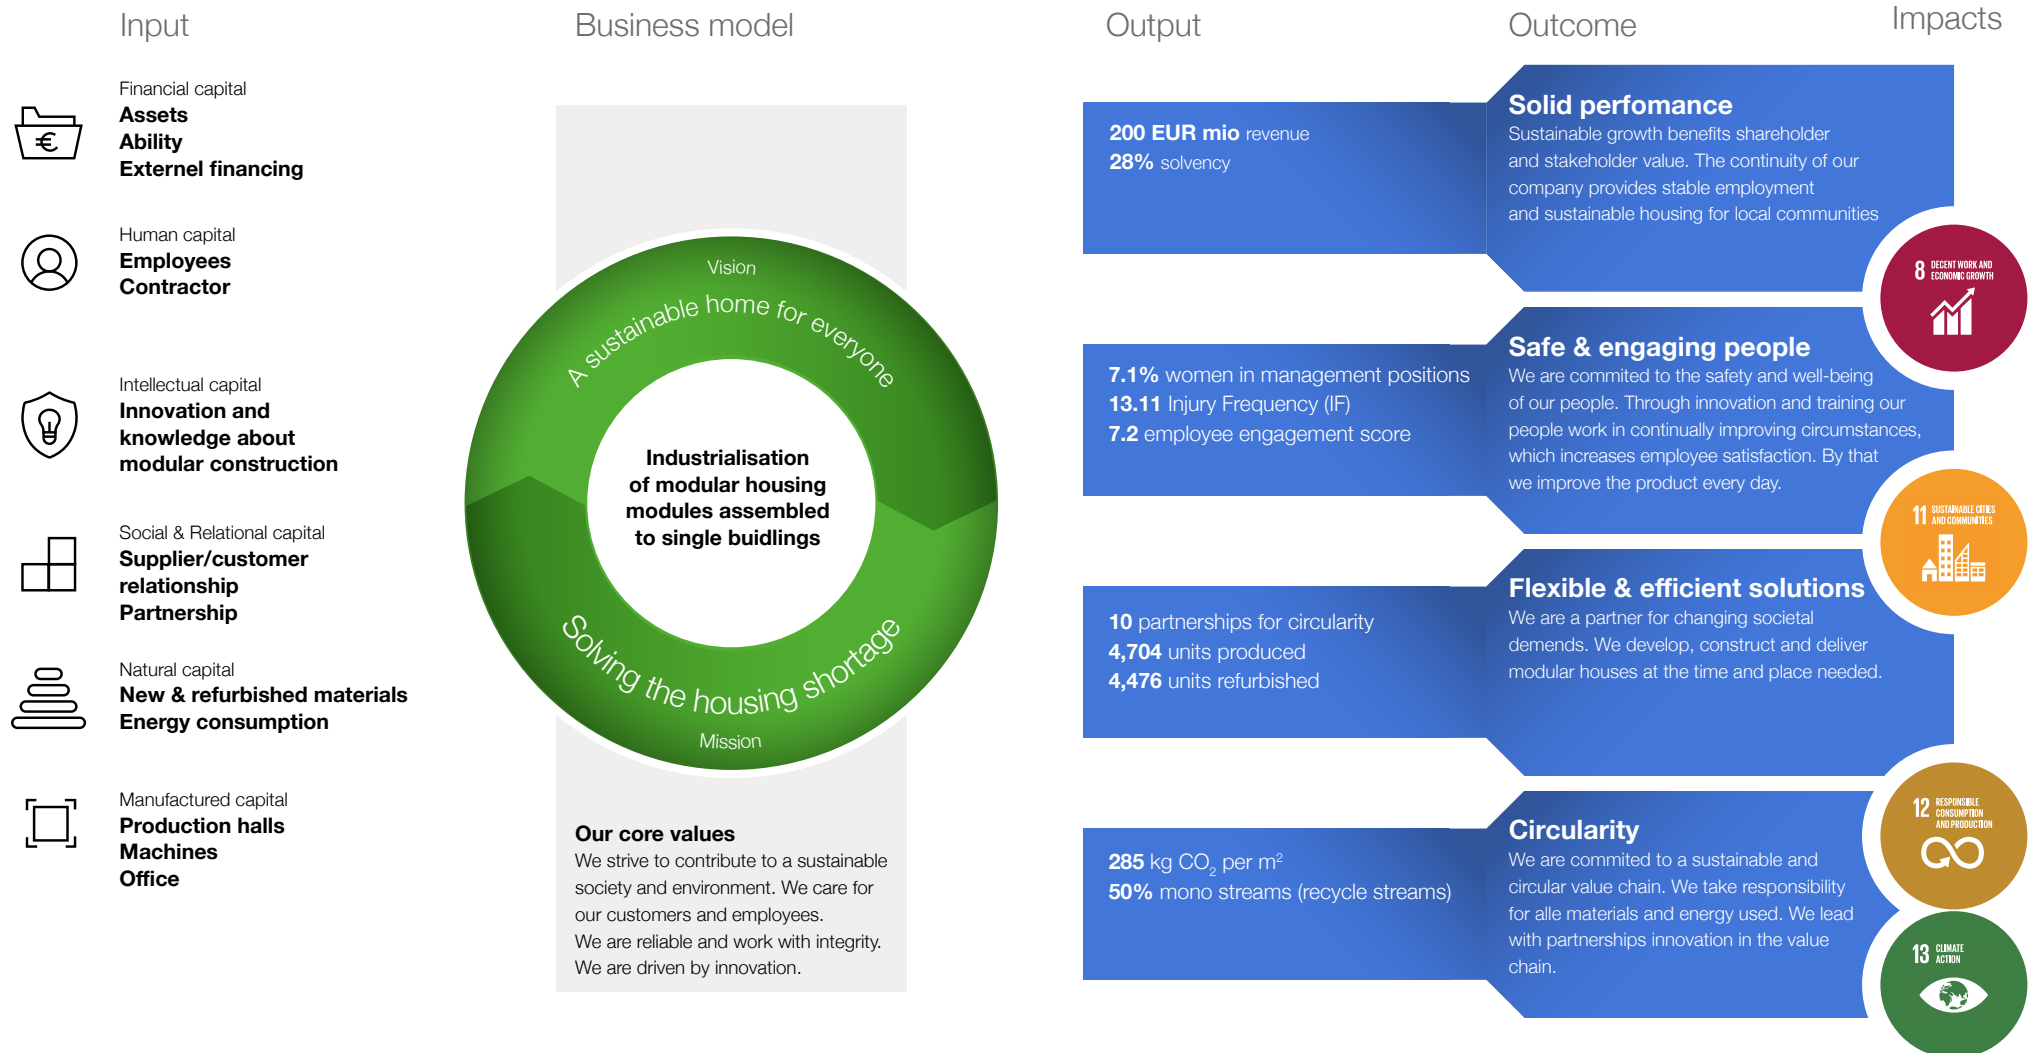 Input
Financial capital
Assets
Ability
Externel financing
Human capital
Employees
Contractor
Intellectual capital
Innovation and
knowledge about
modular construction
Social & Relational capital
Supplier/customer
relationship
Partnership
Natural capital
New & refurbished materials
Energy consumption
Manufactured capital
Production halls
Machines
Office
Business model
Vision
A sustainable home for everyone
Industrialisation
of modular housing
modules assembled
to single buidlings
Solving the housing shortage
Mission
Our core values
We strive to contribute to a sustainable
society and environment. We care for
our customers and employees.
We are reliable and work with integrity.
We are driven by innovation.
Output
200 EUR mio revenue
28% solvency
7.1% women in management positions
13.11 Injury Frequency (IF)
7.2 employee engagement score
10 partnerships for circularity
4,704 units produced
4,476 units refurbished
285 kg CO₂ per m²
50% mono streams (recycle streams)
Outcome
Solid perfomance
Sustainable growth benefits shareholder
and stakeholder value. The continuity of our
company provides stable employment
and sustainable housing for local communities
Safe & engaging people
We are commited to the safety and well-being
of our people. Through innovation and training our
people work in continually improving circumstances,
which increases employee satisfaction. By that
we improve the product every day.
Flexible & efficient solutions
We are a partner for changing societal
demands. We develop, construct and deliver
modular houses at the time and place needed.
Circularity
We are commited to a sustainable and
circular value chain. We take responsibility
for alle materials and energy used. We lead
with partnerships innovation in the value
chain.
Impacts
8 DECENT WORK AND
ECONOMIC GROWTH
11 SUSTAINABLE CITIES
AND COMMUNITIES
12 RESPONSIBLE
CONSUMPTION
AND PRODUCTION
13 CLIMATE
ACTION